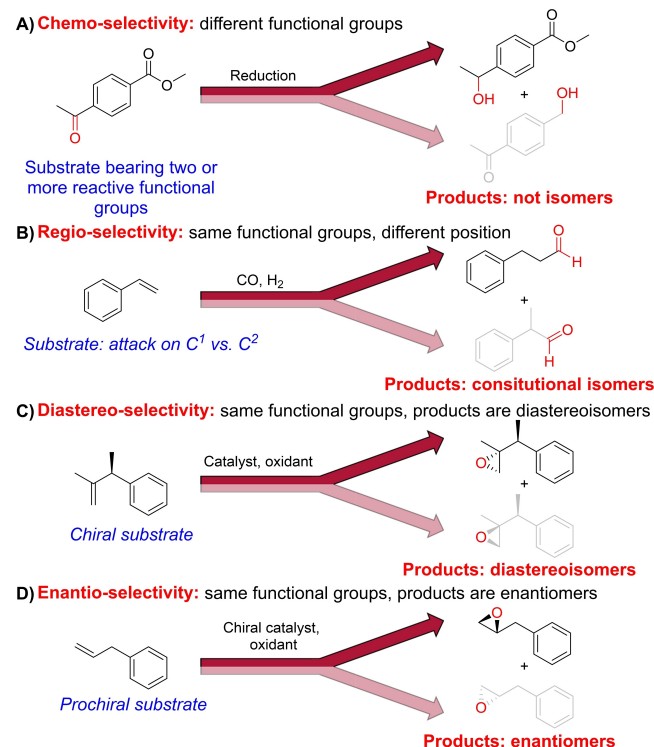 A) Chemo-selectivity: different functional groups
O
O
O
Reduction
OH
O
O
+
OH
O
Substrate bearing two or
more reactive functional
groups
Products: not isomers
B) Regio-selectivity: same functional groups, different position
CO, H2
O
H
+
O
H
Substrate: attack on C1 vs. C2
Products: consitutional isomers
C) Diastereo-selectivity: same functional groups, products are diastereoisomers
Catalyst, oxidant
O
+
O
Chiral substrate
Products: diastereoisomers
D) Enantio-selectivity: same functional groups, products are enantiomers
Chiral catalyst,
oxidant
O
+
O
Prochiral substrate
Products: enantiomers